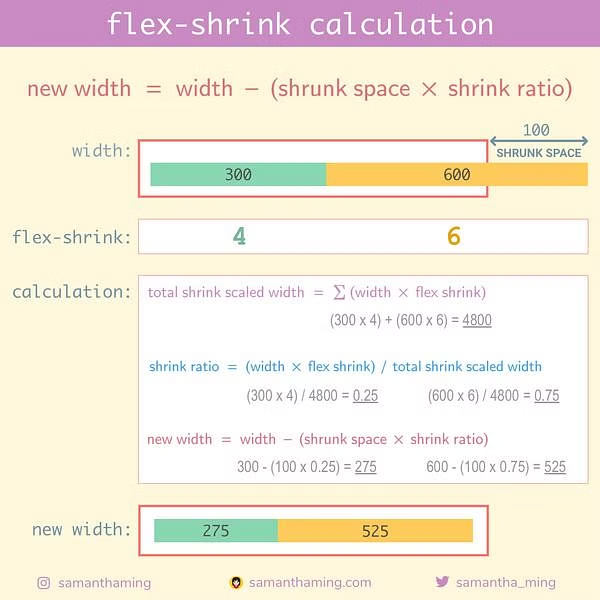 flex-shrink calculation
new width = width − (shrunk space × shrink ratio)
100
width:
SHRUNK SPACE
300 600
flex-shrink: 4 6
calculation: total shrink scaled width = ∑ (width × flex shrink)
(300 x 4) + (600 x 6) = 4800
shrink ratio = (width × flex shrink) / total shrink scaled width
(300 x 4) / 4800 = 0.25 (600 x 6) / 4800 = 0.75
new width = width − (shrunk space × shrink ratio)
300 - (100 x 0.25) = 275 600 - (100 x 0.75) = 525
new width: 275 525
samanthaming samanthaming.com samantha_ming